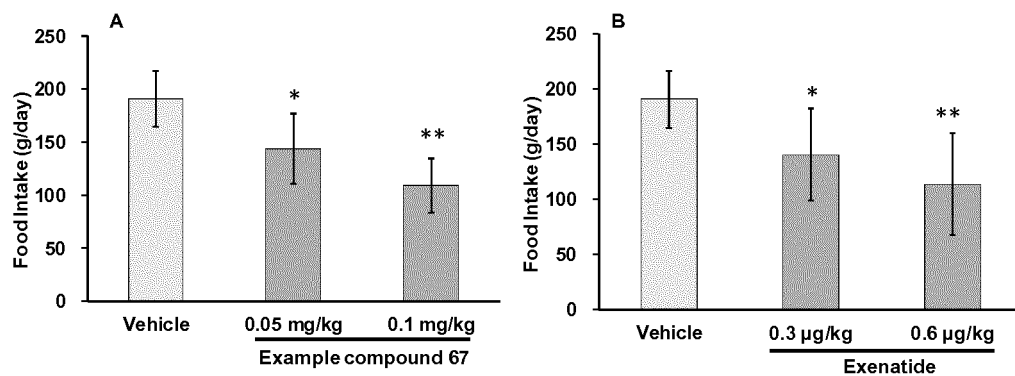 A
Food Intake (g/day)
250
200
150
100
50
0
*
**
Vehicle
0.05 mg/kg
0.1 mg/kg
Example compound 67
B
Food Intake (g/day)
250
200
150
100
50
0
*
**
Vehicle
0.3 µg/kg
0.6 µg/kg
Exenatide